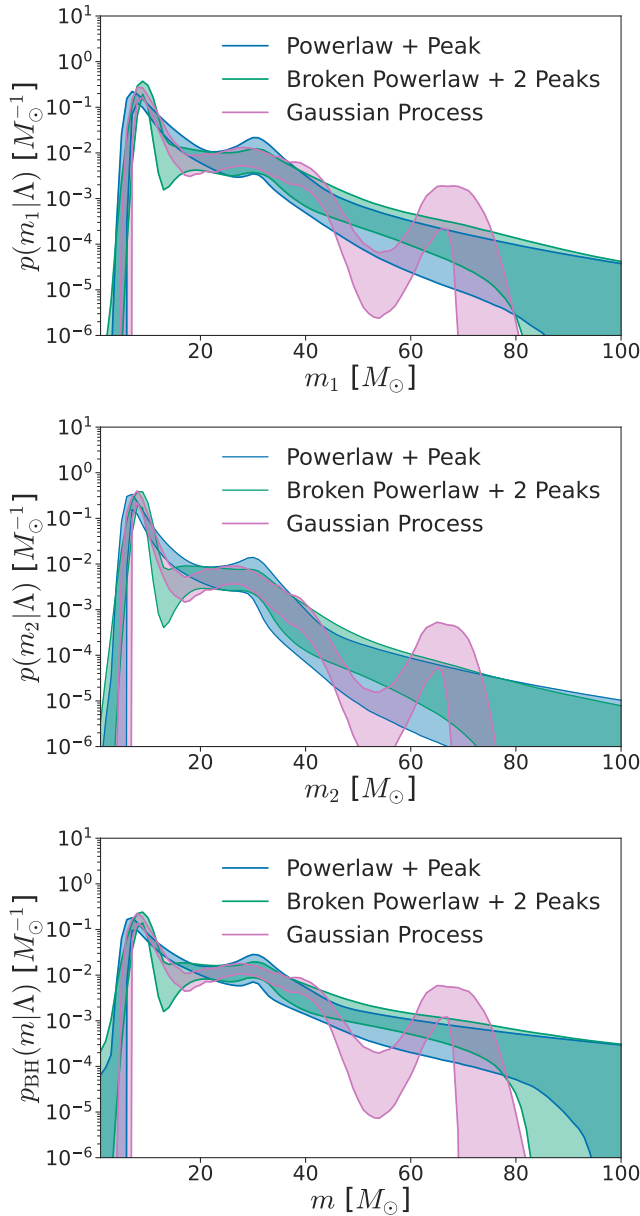 10^1
10^0
10^-1
10^-2
10^-3
10^-4
10^-5
10^-6
p(m_1|Λ) [M_⊙^-1]
Powerlaw + Peak
Broken Powerlaw + 2 Peaks
Gaussian Process
20 40 60 80 100
m_1 [M_⊙]
10^1
10^0
10^-1
10^-2
10^-3
10^-4
10^-5
10^-6
p(m_2|Λ) [M_⊙^-1]
Powerlaw + Peak
Broken Powerlaw + 2 Peaks
Gaussian Process
20 40 60 80 100
m_2 [M_⊙]
10^1
10^0
10^-1
10^-2
10^-3
10^-4
10^-5
10^-6
p_BH(m|Λ) [M_⊙^-1]
Powerlaw + Peak
Broken Powerlaw + 2 Peaks
Gaussian Process
20 40 60 80 100
m [M_⊙]